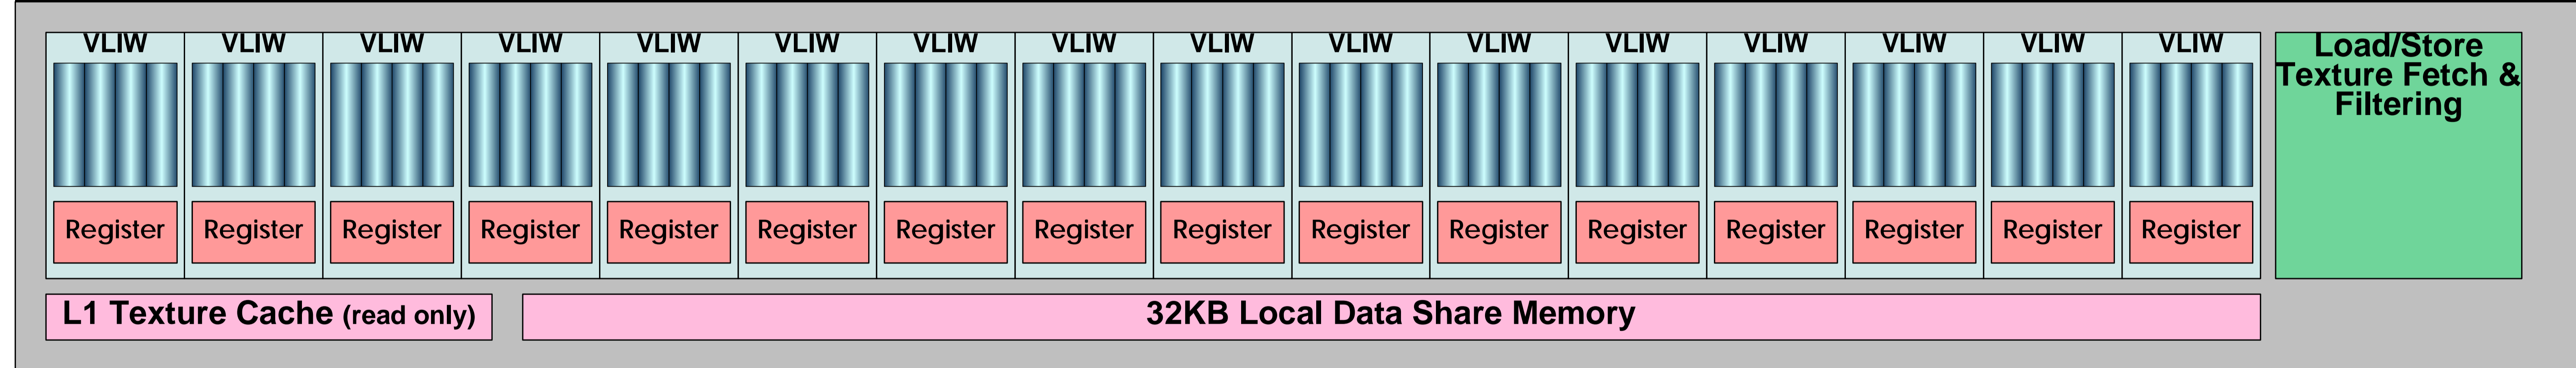 VLIW VLIW VLIW VLIW VLIW VLIW VLIW VLIW VLIW VLIW VLIW VLIW VLIW VLIW VLIW VLIW
Load/Store
Texture Fetch &
Filtering
Register Register Register Register Register Register Register Register Register Register Register Register Register Register Register Register
L1 Texture Cache (read only)
32KB Local Data Share Memory